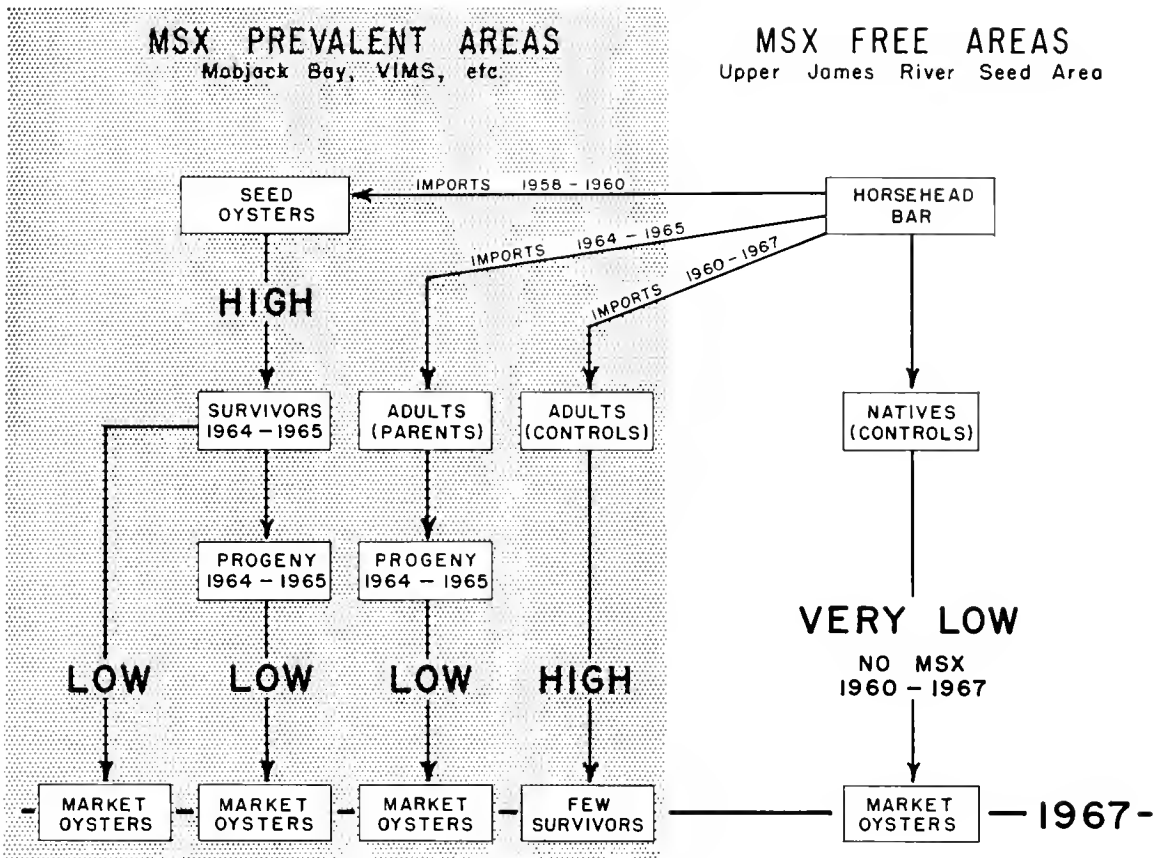 MSX PREVALENT AREAS
Mobjack Bay, VIMS, etc.
MSX FREE AREAS
Upper James River Seed Area
SEED
OYSTERS
IMPORTS 1958 - 1960
HORSEHEAD
BAR
IMPORTS 1964 - 1965
IMPORTS 1960 - 1967
HIGH
SURVIVORS
1964 - 1965
ADULTS
(PARENTS)
ADULTS
(CONTROLS)
NATIVES
(CONTROLS)
PROGENY
1964 - 1965
PROGENY
1964 - 1965
VERY LOW
NO MSX
1960 - 1967
LOW
LOW
LOW
HIGH
MARKET
OYSTERS
MARKET
OYSTERS
MARKET
OYSTERS
FEW
SURVIVORS
MARKET
OYSTERS
1967-